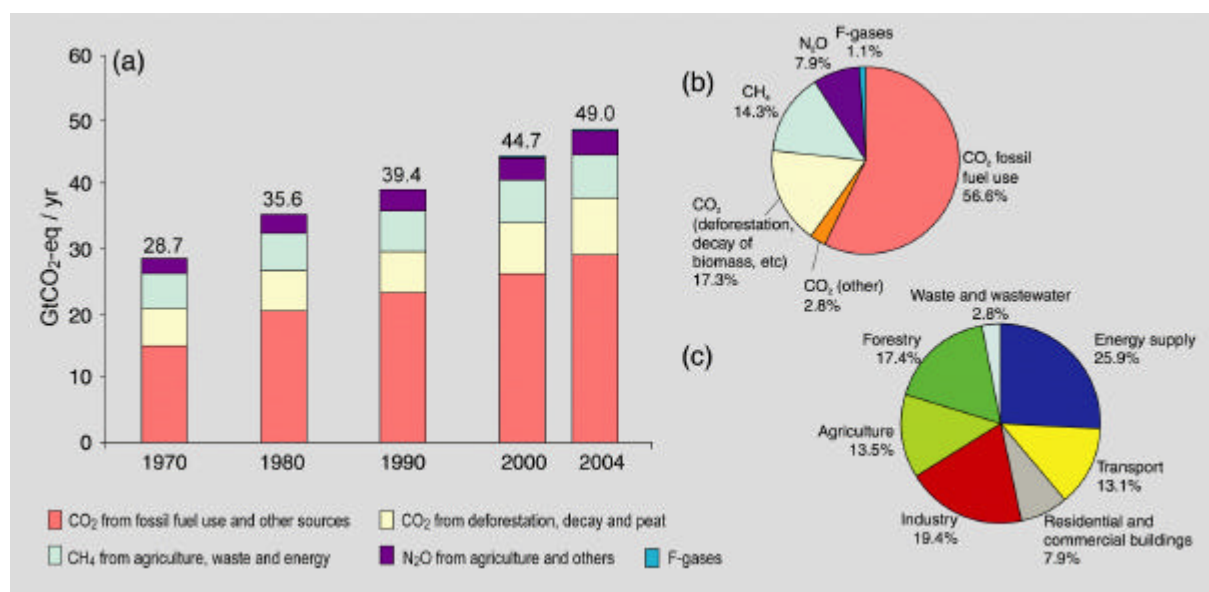 (a)
60
50
40
30
20
10
0
GtCO₂-eq / yr
28.7
35.6
39.4
44.7
49.0
1970
1980
1990
2000
2004
CO₂ from fossil fuel use and other sources
CO₂ from deforestation, decay and peat
CH₄ from agriculture, waste and energy
N₂O from agriculture and others
F-gases
(b)
F-gases
1.1%
N₂O
7.9%
CH₄
14.3%
CO₂ fossil
fuel use
56.6%
CO₂
(deforestation,
decay of
biomass, etc)
17.3%
CO₂ (other)
2.8%
(c)
Waste and wastewater
2.8%
Forestry
17.4%
Energy supply
25.9%
Agriculture
13.5%
Transport
13.1%
Industry
19.4%
Residential and
commercial buildings
7.9%